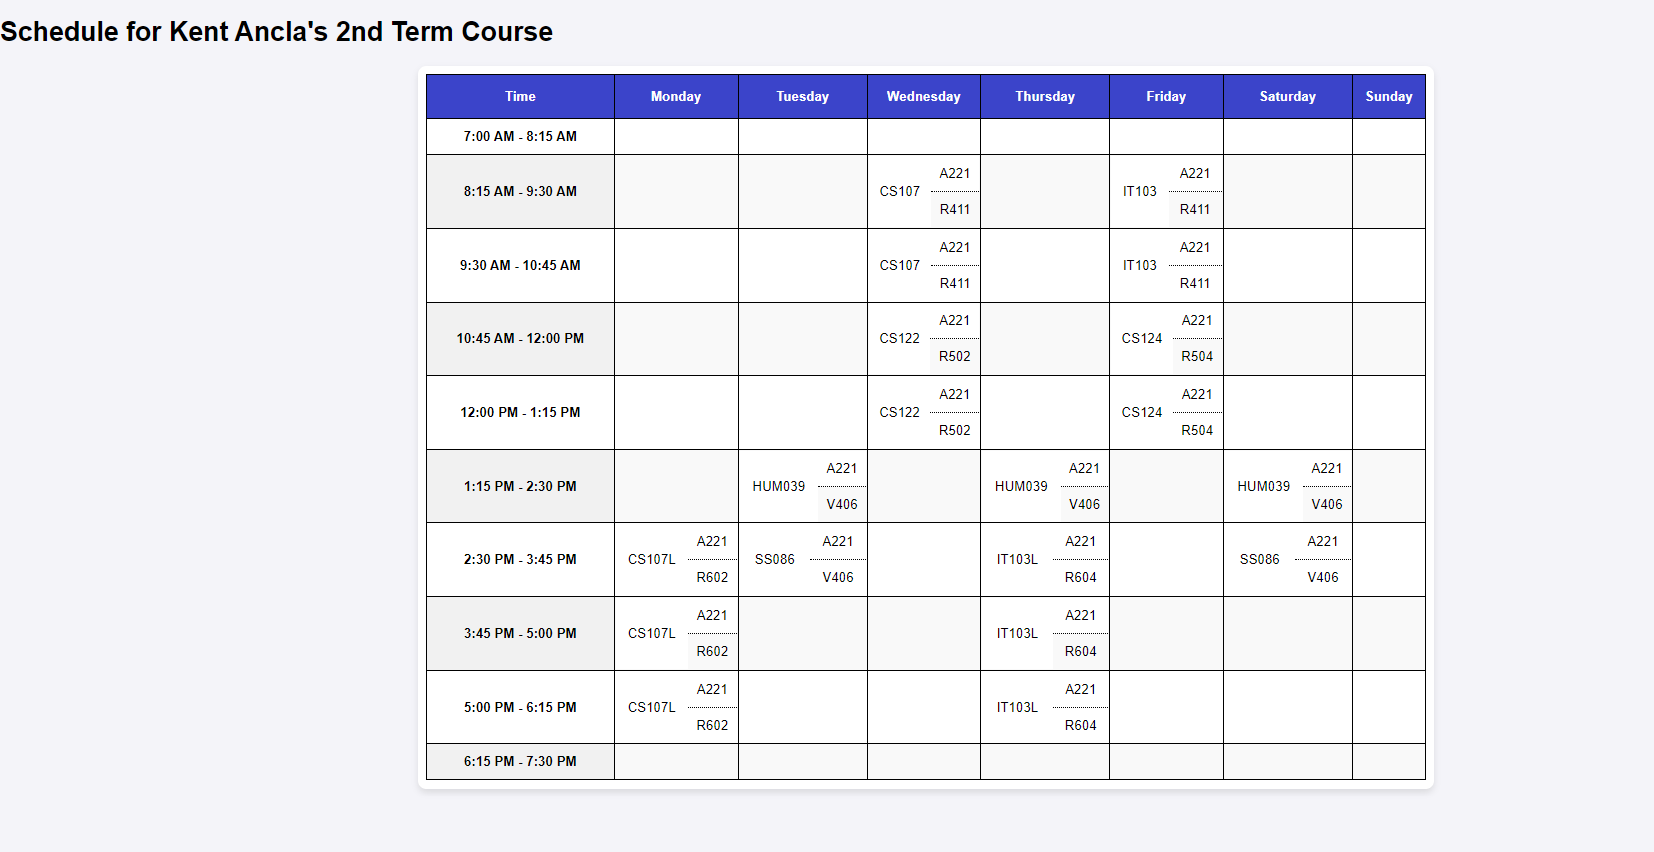 Schedule for Kent Ancla's 2nd Term Course
Time Monday Tuesday Wednesday Thursday Friday Saturday Sunday
7:00 AM - 8:15 AM
A221 A221
8:15 AM - 9:30 AM CS107 IT103
R411 R411
A221 A221
9:30 AM - 10:45 AM CS107 IT103
R411 R411
A221 A221
10:45 AM - 12:00 PM CS122 CS124
R502 R504
A221 A221
12:00 PM - 1:15 PM CS122 CS124
R502 R504
A221 A221 A221
1:15 PM - 2:30 PM HUM039 HUM039 HUM039
V406 V406 V406
A221 A221 A221 A221
2:30 PM - 3:45 PM CS107L SS086 IT103L SS086
R602 V406 R604 V406
A221 A221
3:45 PM - 5:00 PM CS107L IT103L
R602 R604
A221 A221
5:00 PM - 6:15 PM CS107L IT103L
R602 R604
6:15 PM - 7:30 PM